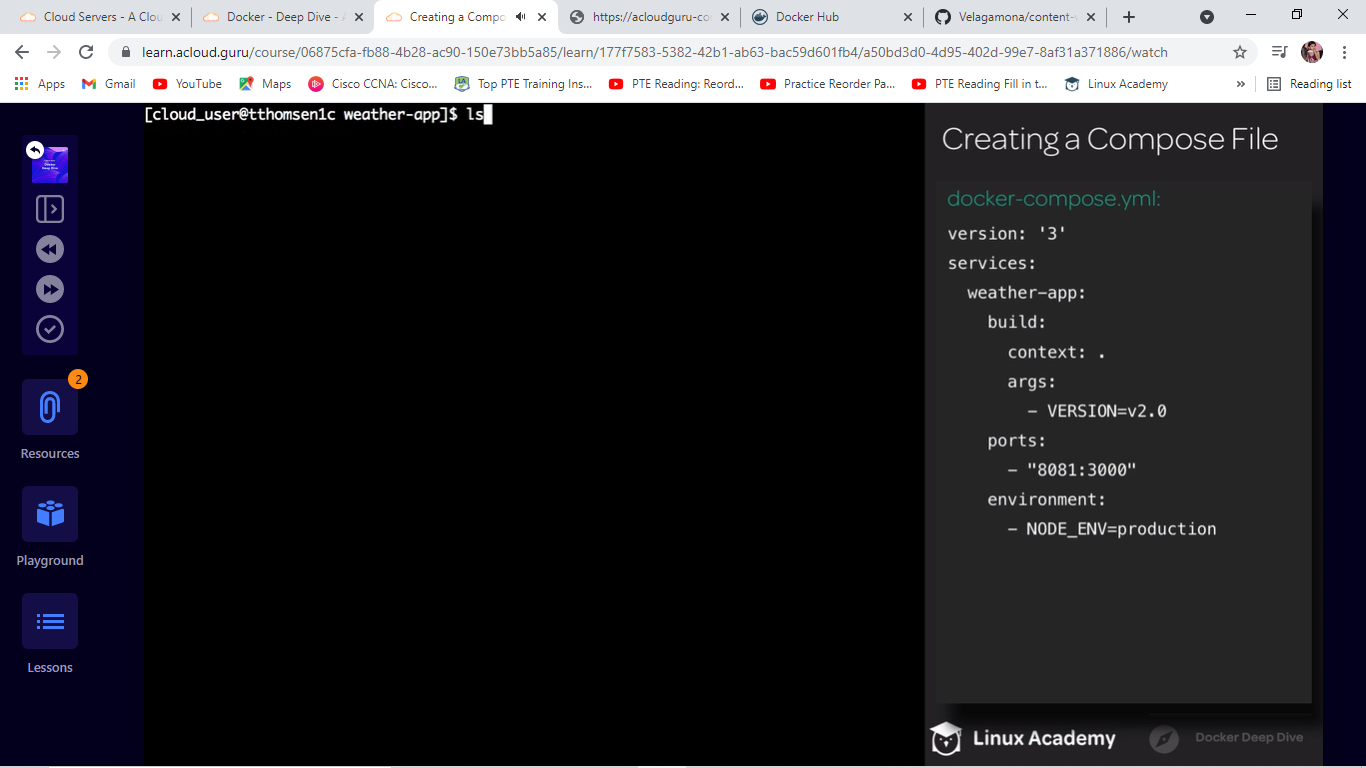 Cloud Servers - A Clou
Docker - Deep Dive - A
Creating a Compo
https://acloudguru-co
Docker Hub
Velagamona/content-
learn.acloud.guru/course/06875cfa-fb88-4b28-ac90-150e73bb5a85/learn/177f7583-5382-42b1-ab63-bac59d601fb4/a50bd3d0-4d95-402d-99e7-8af31a371886/watch
Apps
Gmail
YouTube
Maps
Cisco CCNA: Cisco...
Top PTE Training Ins...
PTE Reading: Reord...
Practice Reorder Pa...
PTE Reading Fill in t...
Linux Academy
»
Reading list
[cloud_user@tthomsen1c weather-app]$ ls
2
Resources
Playground
Lessons
Creating a Compose File
docker-compose.yml:
version: '3'
services:
weather-app:
build:
context: .
args:
- VERSION=v2.0
ports:
- "8081:3000"
environment:
- NODE_ENV=production
Linux Academy
Docker Deep Dive